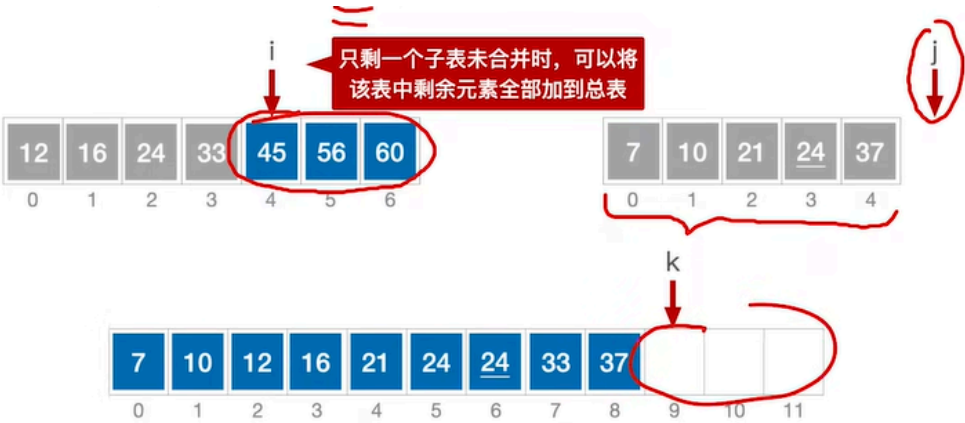 i
只剩一个子表未合并时，可以将
该表中剩余元素全部加到总表
j
12 16 24 33 45 56 60
0 1 2 3 4 5 6
7 10 21 24 37
0 1 2 3 4
k
7 10 12 16 21 24 24 33 37
0 1 2 3 4 5 6 7 8 9 10 11